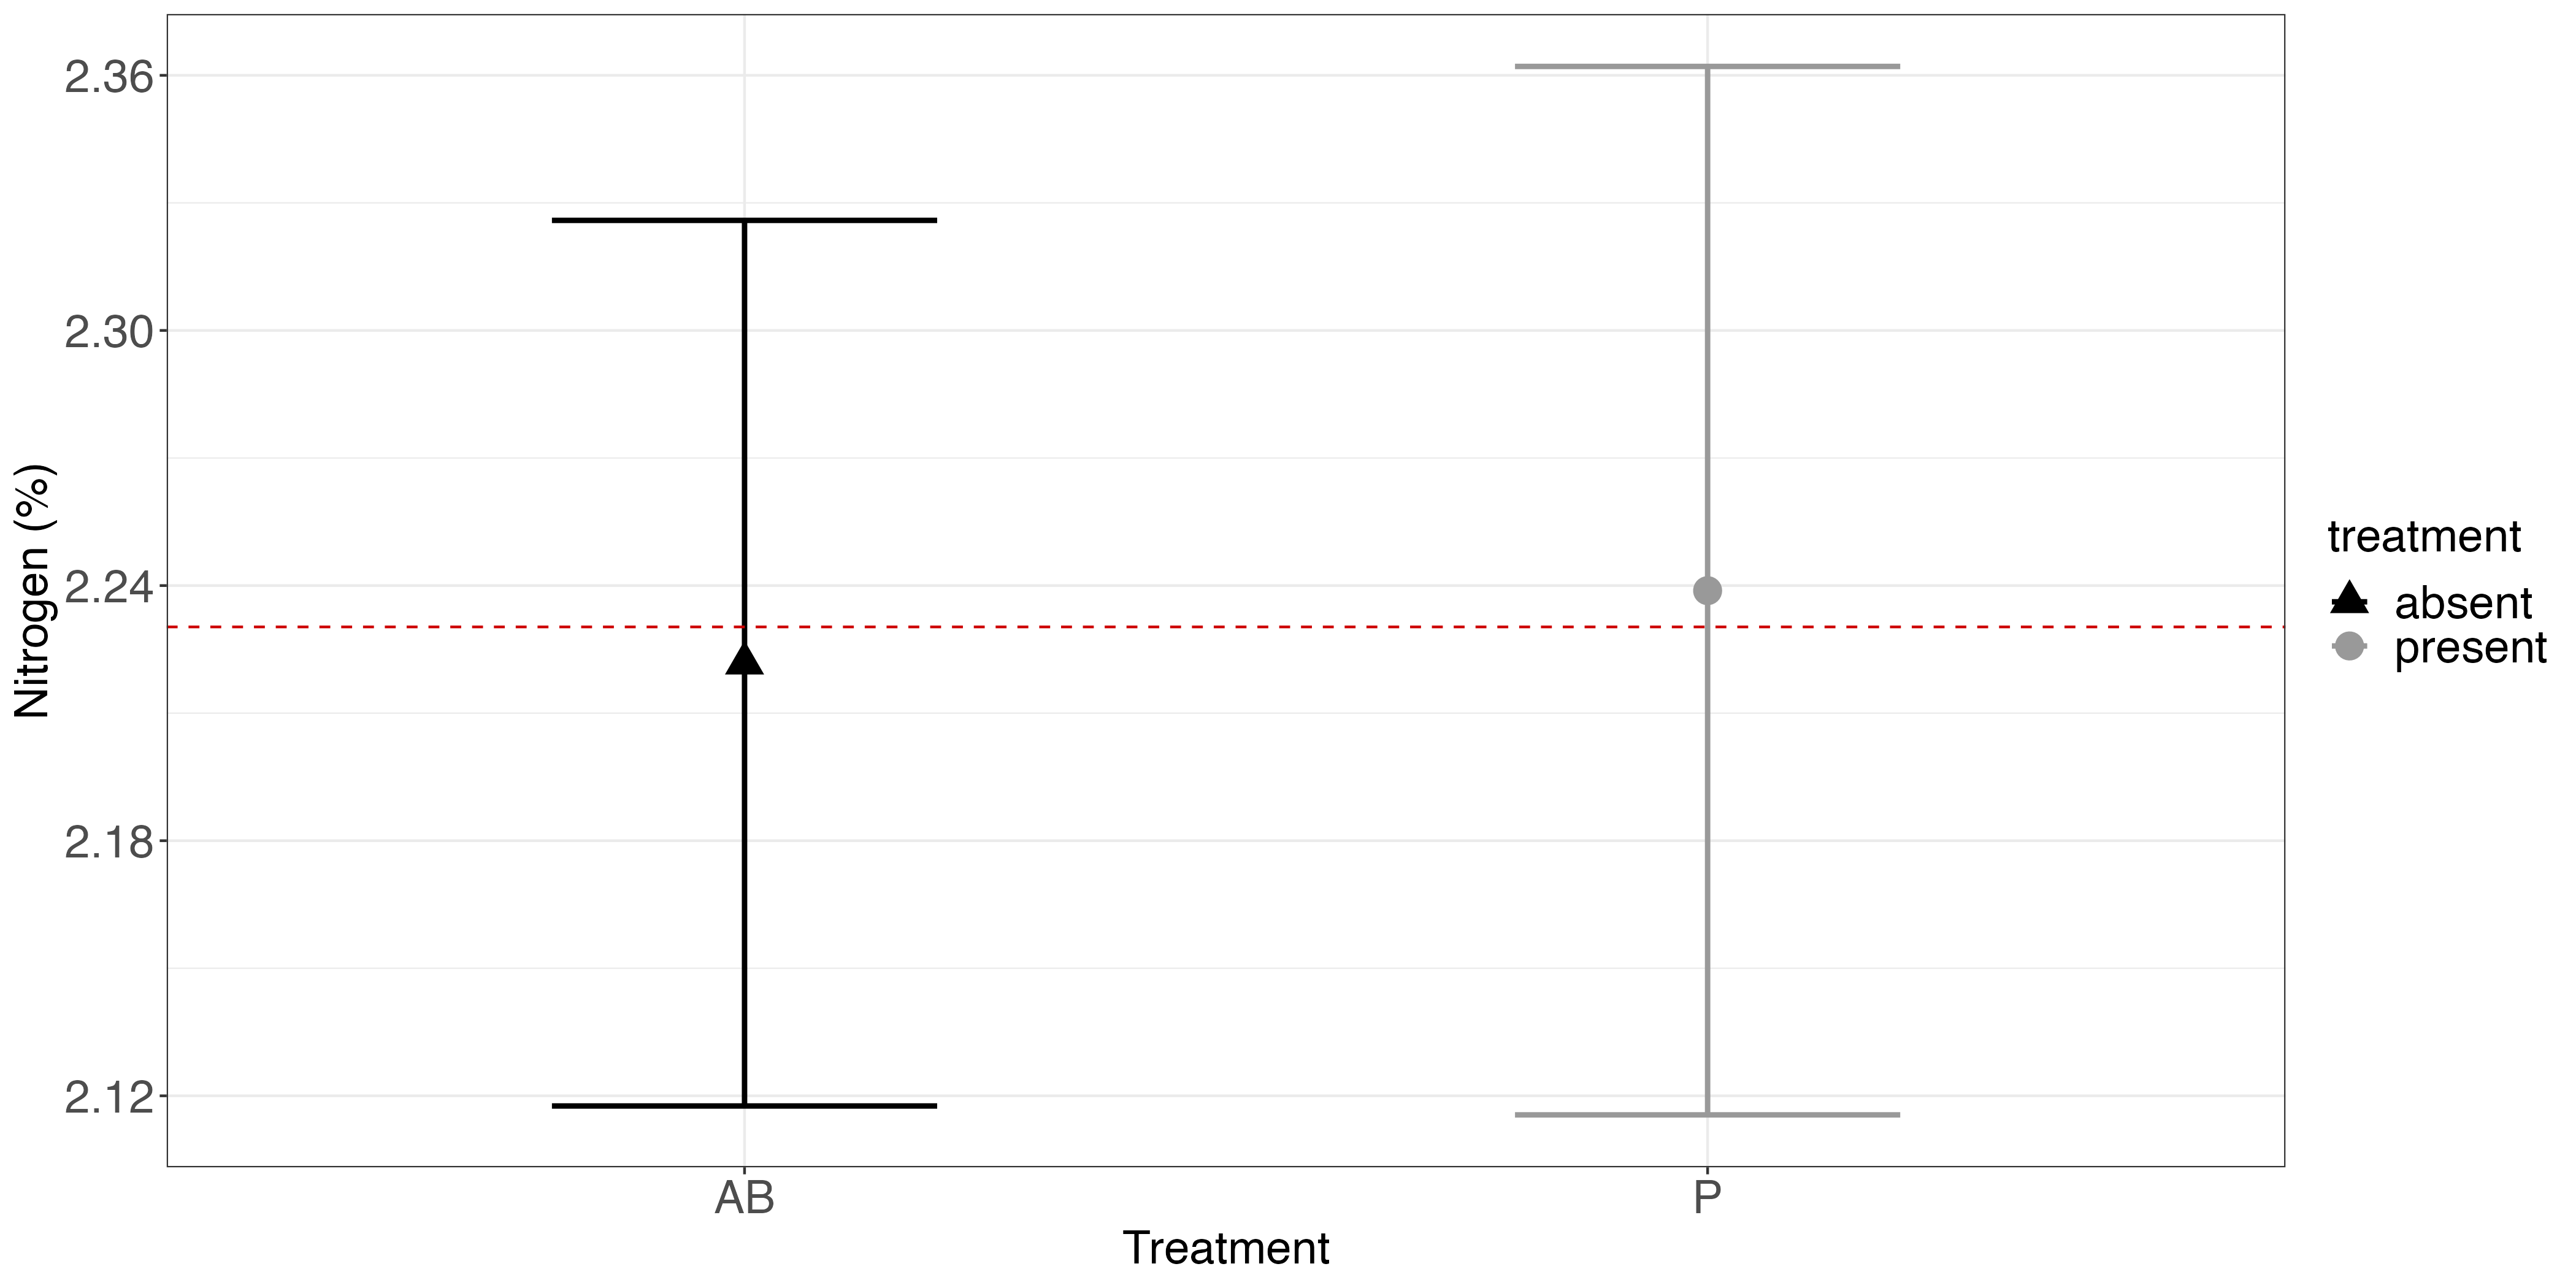 Nitrogen (%)
2.36
2.30
2.24
2.18
2.12
AB
P
Treatment
treatment
absent
present